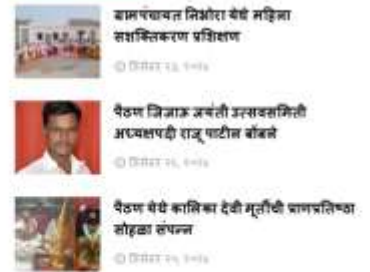 ग्रामपंचायत निभोरा येथे महिला
सशक्तिकरण प्रशिक्षण
डिसेंबर
पैठण जिजाऊ जयंती उत्सवसमिती
अध्यक्षपदी राजू पाटील बोंबले
डिसेंबर
पैठण येथे कालिका देवी मूर्तीची प्राणप्रतिष्ठा
सोहळा संपन्न
डिसेंबर